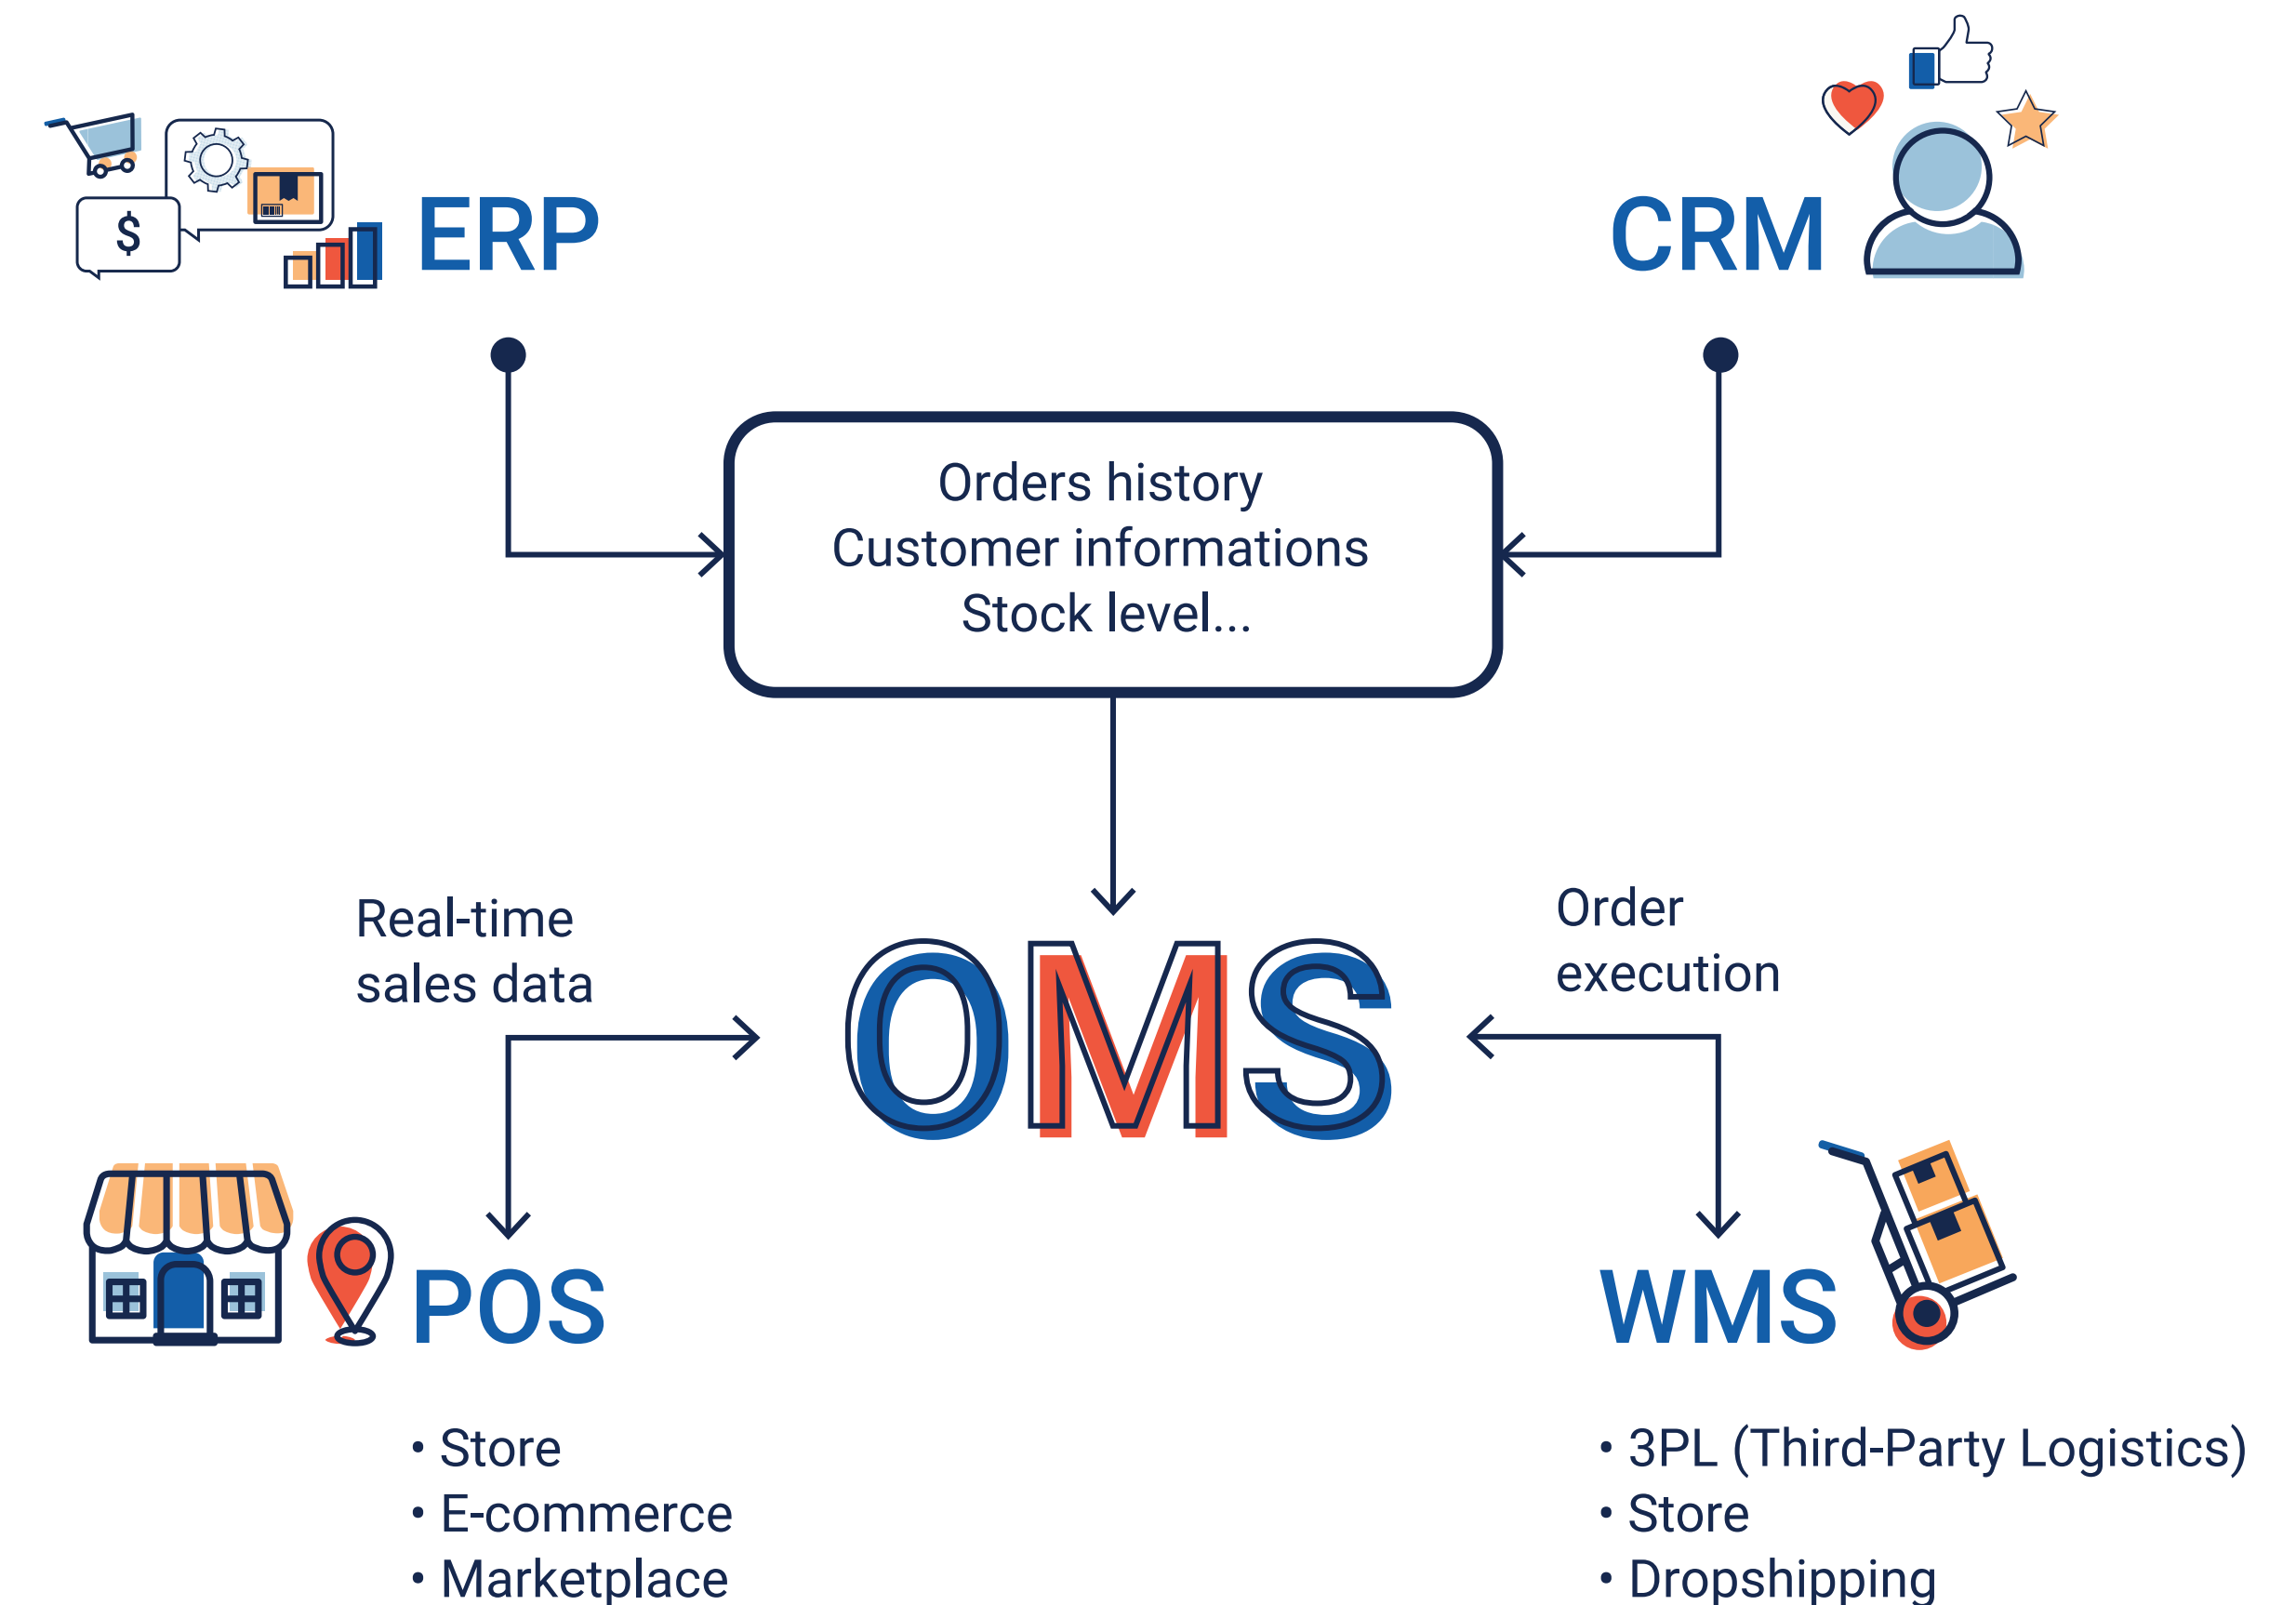 $
ERP
CRM
Orders history
Customer informations
Stock level...
Real-time
sales data
Order
execution
OMS
POS
WMS
• Store
• E-commerce
• Marketplace
• 3PL (Third-Party Logistics)
• Store
• Dropshipping